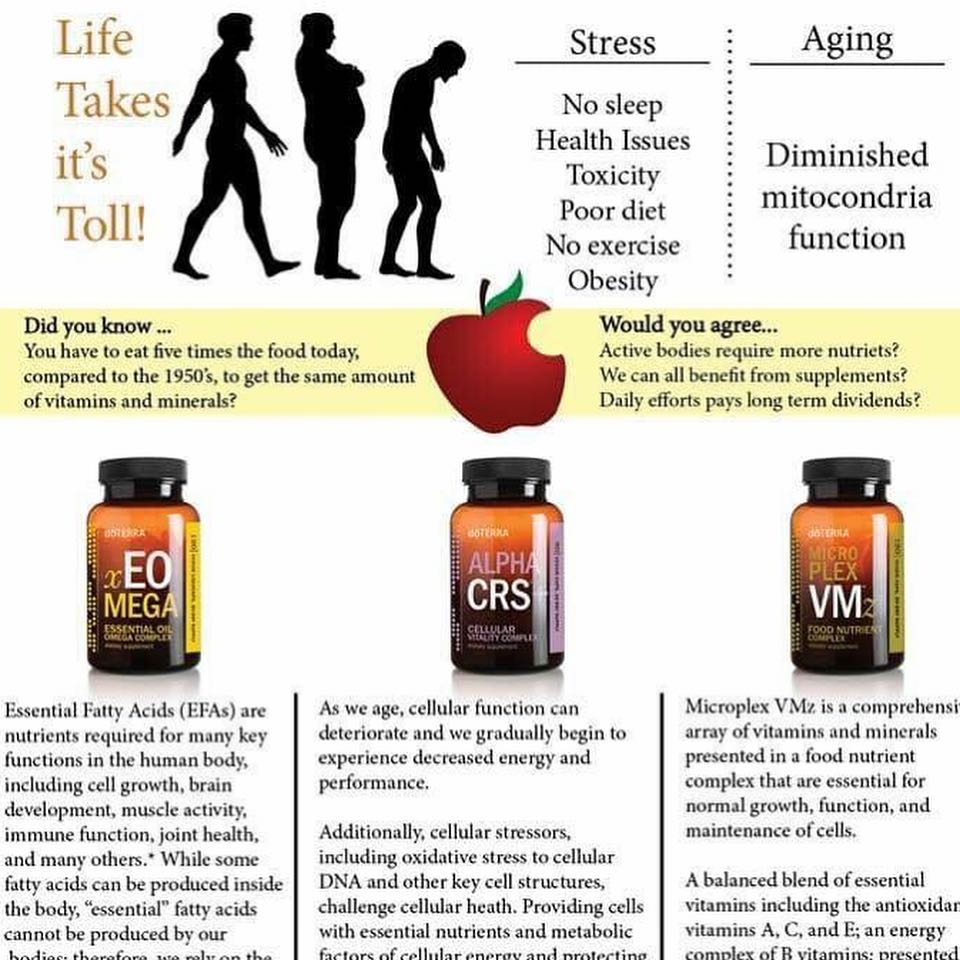 Life
Takes
it's
Toll!
Stress
No sleep
Health Issues
Toxicity
Poor diet
No exercise
Obesity
Aging
Diminished
mitocondria
function
Did you know ...
You have to eat five times the food today,
compared to the 1950's, to get the same amount
of vitamins and minerals?
Would you agree...
Active bodies require more nutriets?
We can all benefit from supplements?
Daily efforts pays long term dividends?
dōTERRA
xEO
MEGA
ESSENTIAL OIL
OMEGA COMPLEX
dōTERRA
ALPHA
CRS+
CELLULAR
VITALITY COMPLEX
dōTERRA
MICRO
PLEX
VMz
FOOD NUTRIENT
COMPLEX
Essential Fatty Acids (EFAs) are
nutrients required for many key
functions in the human body,
including cell growth, brain
development, muscle activity,
immune function, joint health,
and many others.* While some
fatty acids can be produced inside
the body, "essential" fatty acids
cannot be produced by our
bodies; therefore, we rely on the
As we age, cellular function can
deteriorate and we gradually begin to
experience decreased energy and
performance.
Additionally, cellular stressors,
including oxidative stress to cellular
DNA and other key cell structures,
challenge cellular heath. Providing cells
with essential nutrients and metabolic
factors of cellular energy and protecting
Microplex VMz is a comprehensi
array of vitamins and minerals
presented in a food nutrient
complex that are essential for
normal growth, function, and
maintenance of cells.
A balanced blend of essential
vitamins including the antioxidan
vitamins A, C, and E; an energy
complex of B vitamins; presented